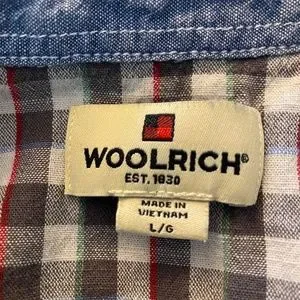 WOOLRICH®
EST. 1830
MADE IN
VIETNAM
L/G